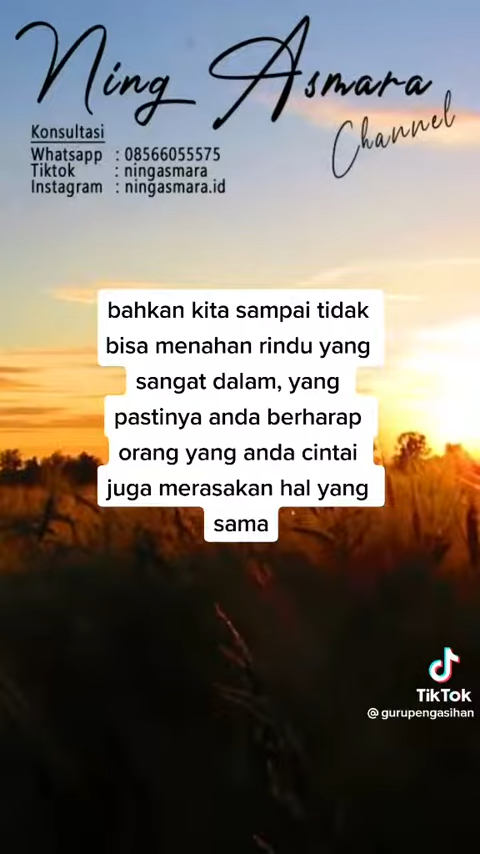 Ning Asmara
Channel
Konsultasi
Whatsapp : 08566055575
Tiktok : ningasmara
Instagram : ningasmara.id
bahkan kita sampai tidak
bisa menahan rindu yang
sangat dalam, yang
pastinya anda berharap
orang yang anda cintai
juga merasakan hal yang
sama
TikTok
@gurupengasihan